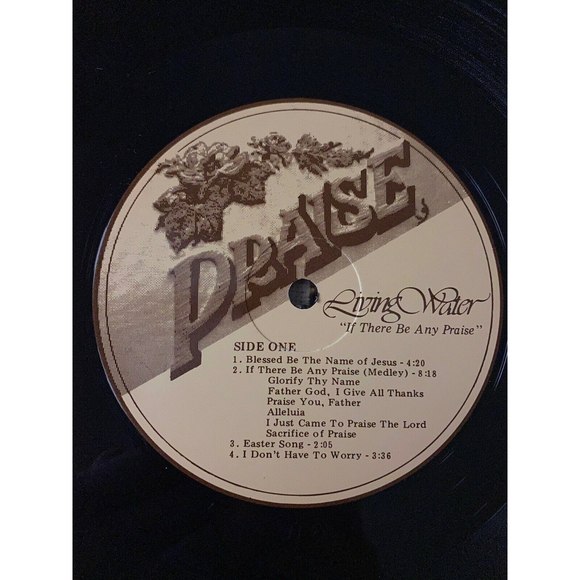 PRAISE
Living Water
"If There Be Any Praise"
SIDE ONE
1. Blessed Be The Name of Jesus - 4:20
2. If There Be Any Praise (Medley) - 8:18
Glorify Thy Name
Father God, I Give All Thanks
Praise You, Father
Alleluia
I Just Came To Praise The Lord
Sacrifice of Praise
3. Easter Song - 2:05
4. I Don't Have To Worry - 3:36